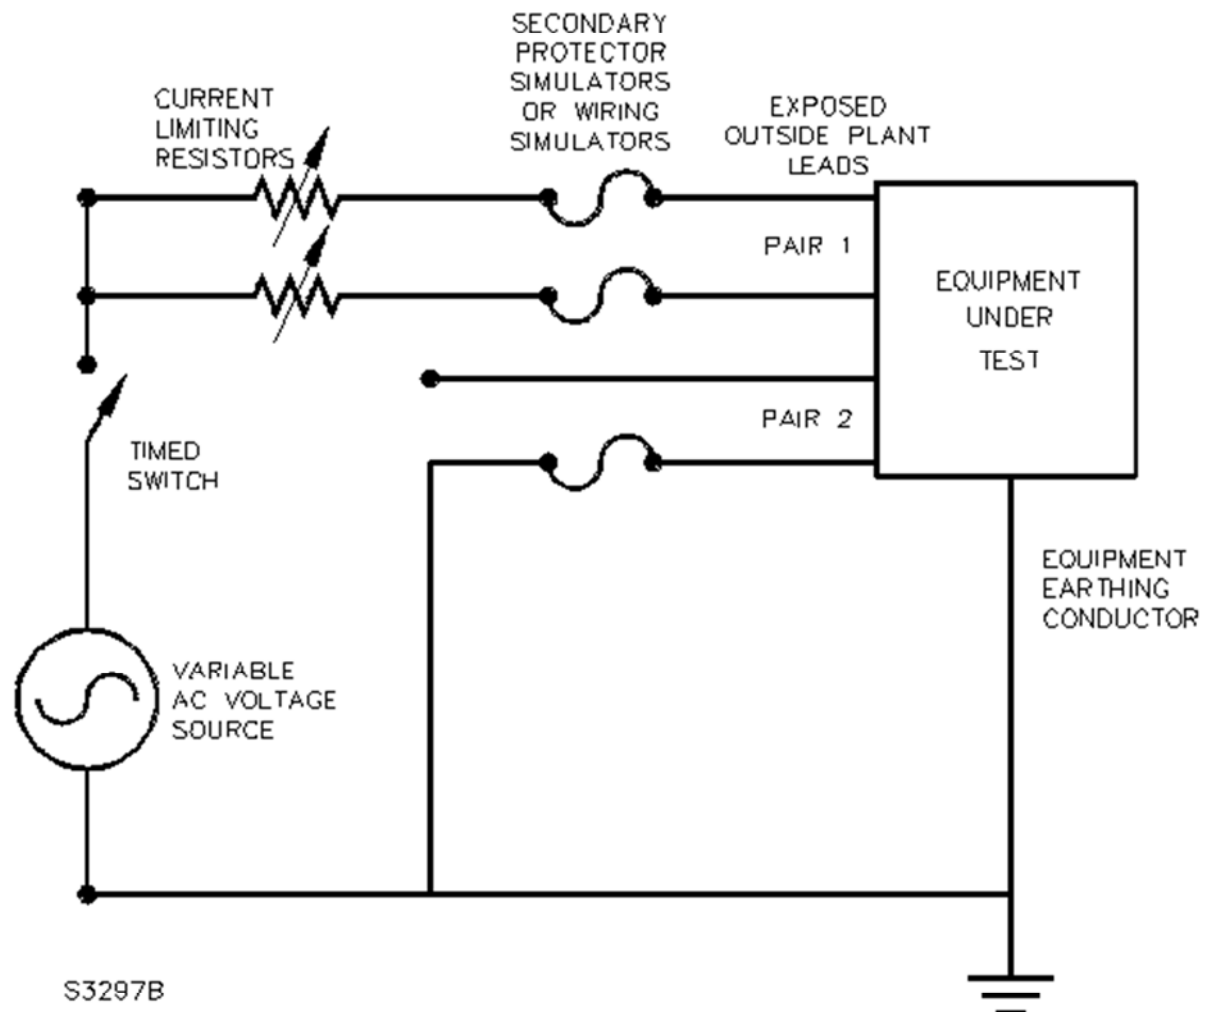 SECONDARY
PROTECTOR
SIMULATORS
OR WIRING
SIMULATORS
CURRENT
LIMITING
RESISTORS
EXPOSED
OUTSIDE PLANT
LEADS
PAIR 1
EQUIPMENT
UNDER
TEST
PAIR 2
TIMED
SWITCH
EQUIPMENT
EARTHING
CONDUCTOR
VARIABLE
AC VOLTAGE
SOURCE
S3297B